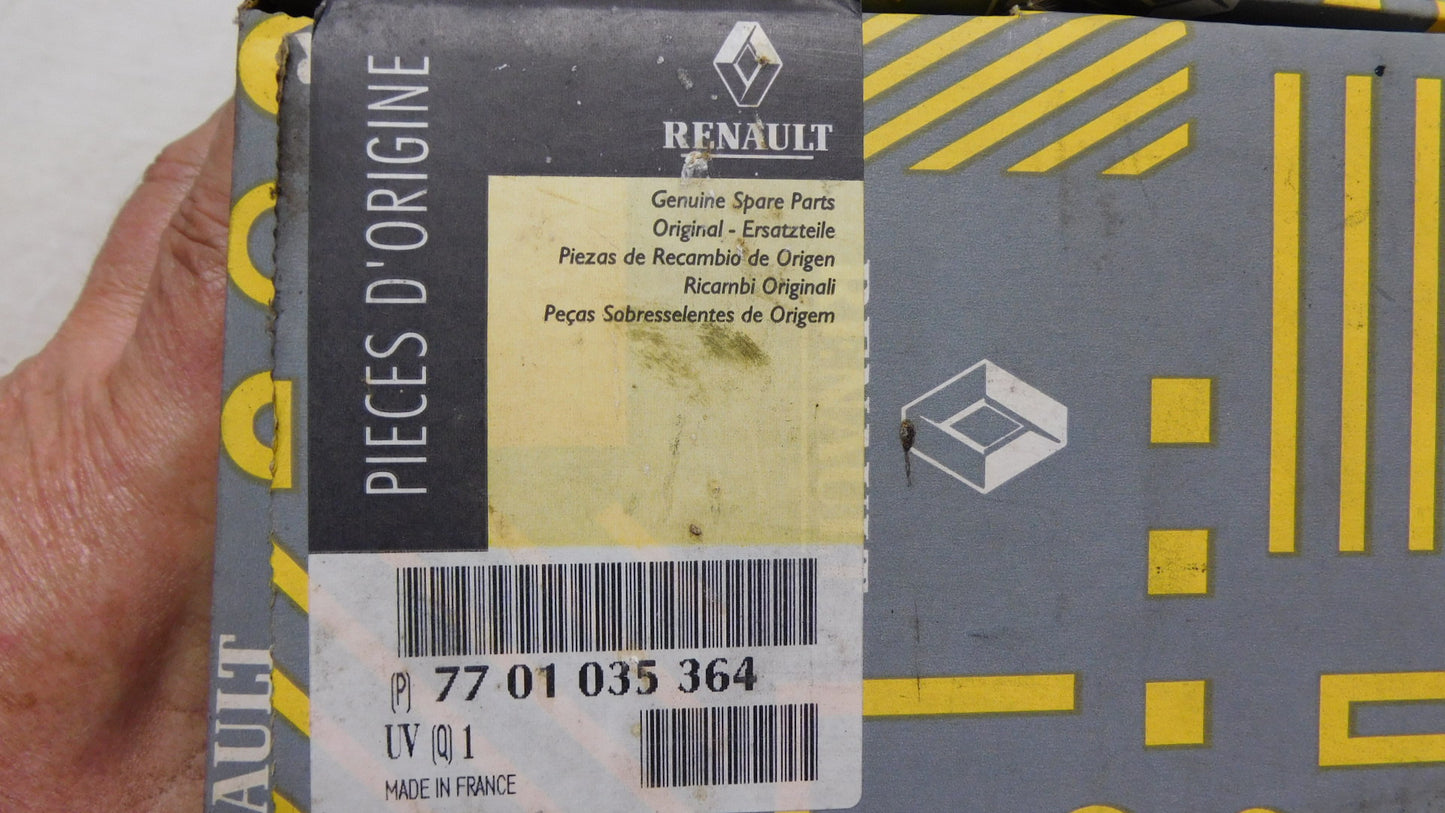 PIECES D'ORIGINE
RENAULT
Genuine Spare Parts
Original - Ersatzteile
Piezas de Recambio de Origen
Ricambi Originali
Peças Sobresselentes de Origem
(P) 77 01 035 364
UV (Q) 1
MADE IN FRANCE
AULT